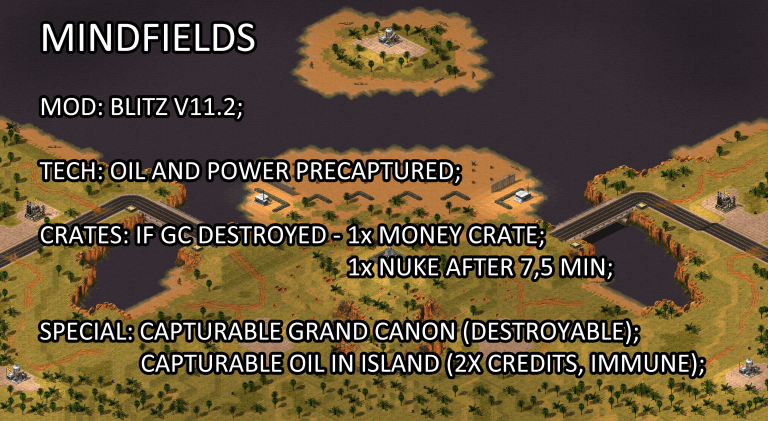 MINDFIELDS
MOD: BLITZ V11.2;
TECH: OIL AND POWER PRECAPTURED;
CRATES: IF GC DESTROYED - 1x MONEY CRATE;
1x NUKE AFTER 7,5 MIN;
SPECIAL: CAPTURABLE GRAND CANON (DESTROYABLE);
CAPTURABLE OIL IN ISLAND (2X CREDITS, IMMUNE);